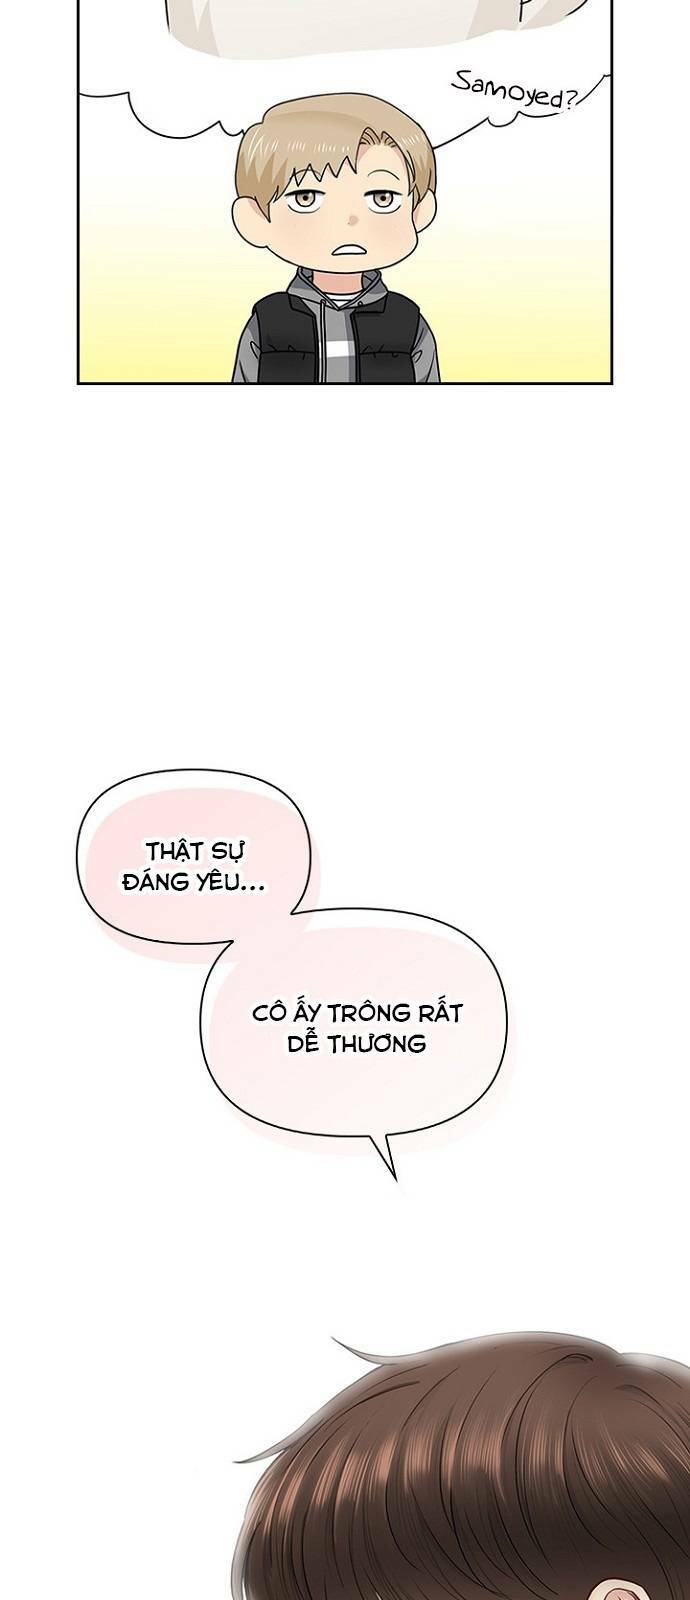 Samoyed?
THẬT SỰ
ĐÁNG YÊU...
CÔ ẤY TRÔNG RẤT
DỄ THƯƠNG